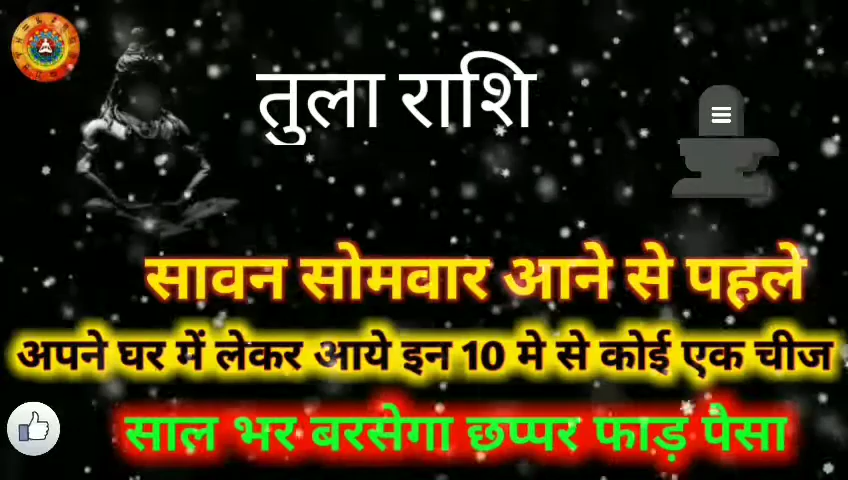 तुला राशि
सावन सोमवार आने से पहले
अपने घर में लेकर आये इन 10 मे से कोई एक चीज
साल भर बरसेगा छप्पर फाड़ पैसा